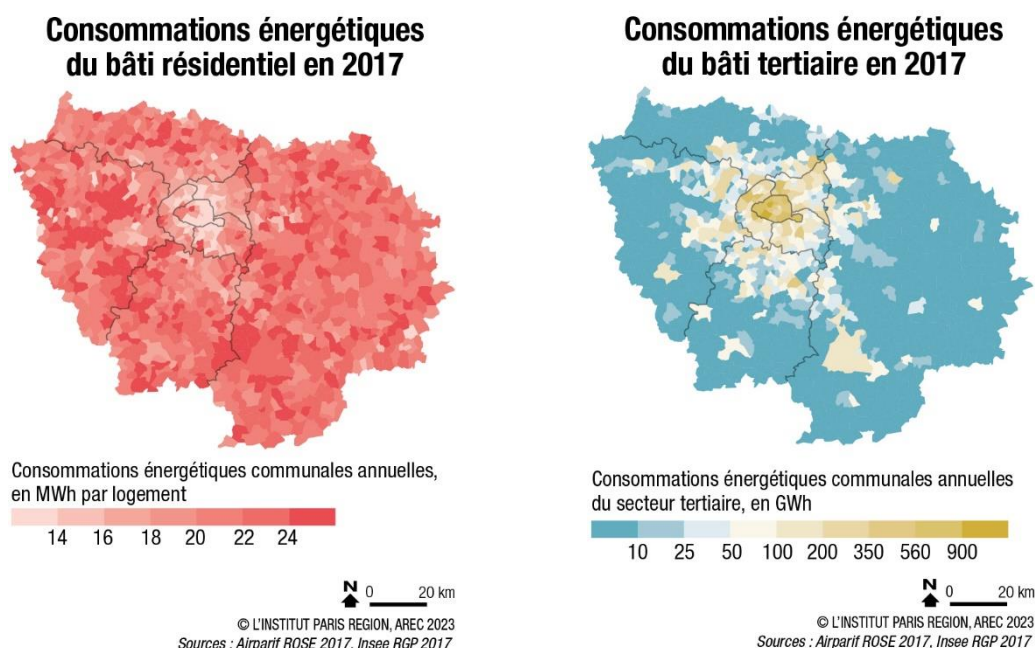 Consommations énergétiques
du bâti résidentiel en 2017
Consommations énergétiques communales annuelles,
en MWh par logement
14 16 18 20 22 24
N 0 20 km
© L'INSTITUT PARIS REGION, AREC 2023
Sources : Airparif ROSE 2017, Insee RGP 2017
Consommations énergétiques
du bâti tertiaire en 2017
Consommations énergétiques communales annuelles
du secteur tertiaire, en GWh
10 25 50 100 200 350 560 900
N 0 20 km
© L'INSTITUT PARIS REGION, AREC 2023
Sources : Airparif ROSE 2017, Insee RGP 2017